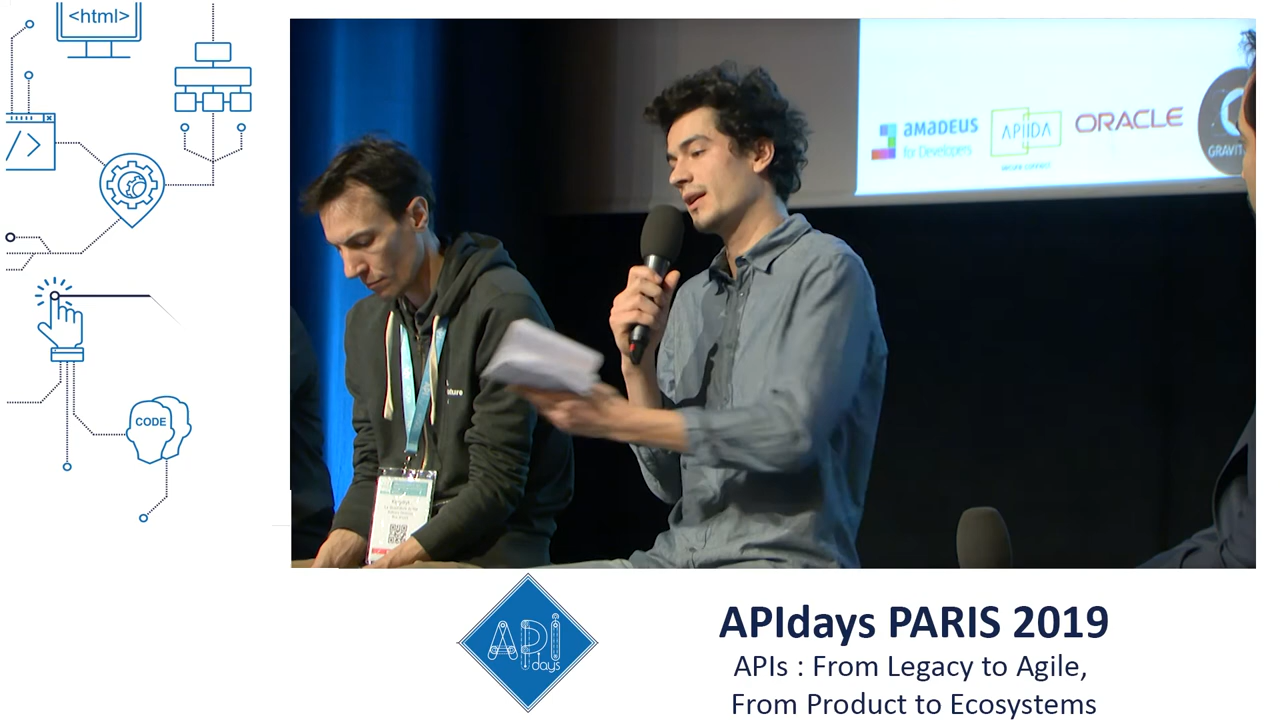 <html>
</>
CODE
aMaDEUS
for Developers
APIIDA
ORACLE
GRAVIT
API
days
APIdays PARIS 2019
APIs : From Legacy to Agile,
From Product to Ecosystems